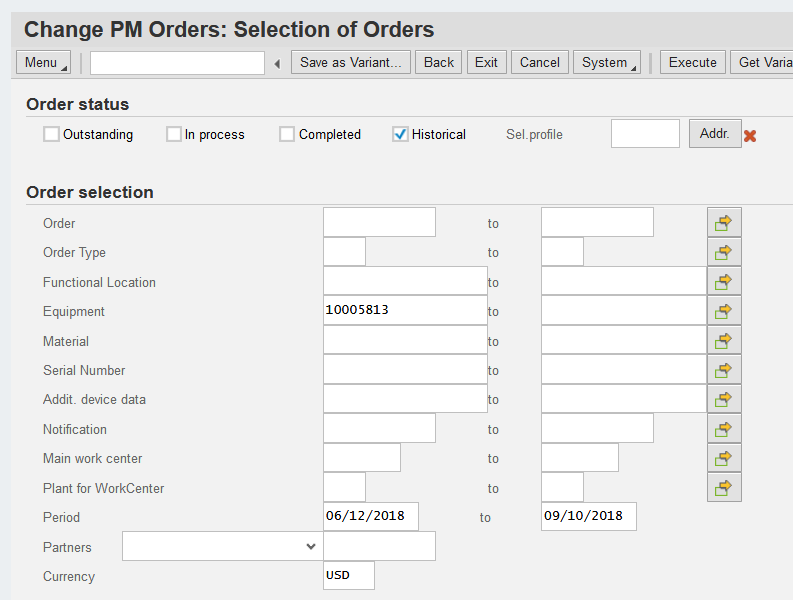 Change PM Orders: Selection of Orders
Menu Save as Variant... Back Exit Cancel System Execute Get Varia
Order status
Outstanding In process Completed Historical Sel.profile Addr.
Order selection
Order to
Order Type to
Functional Location to
Equipment 10005813 to
Material to
Serial Number to
Addit. device data to
Notification to
Main work center to
Plant for WorkCenter to
Period 06/12/2018 to 09/10/2018
Partners
Currency USD